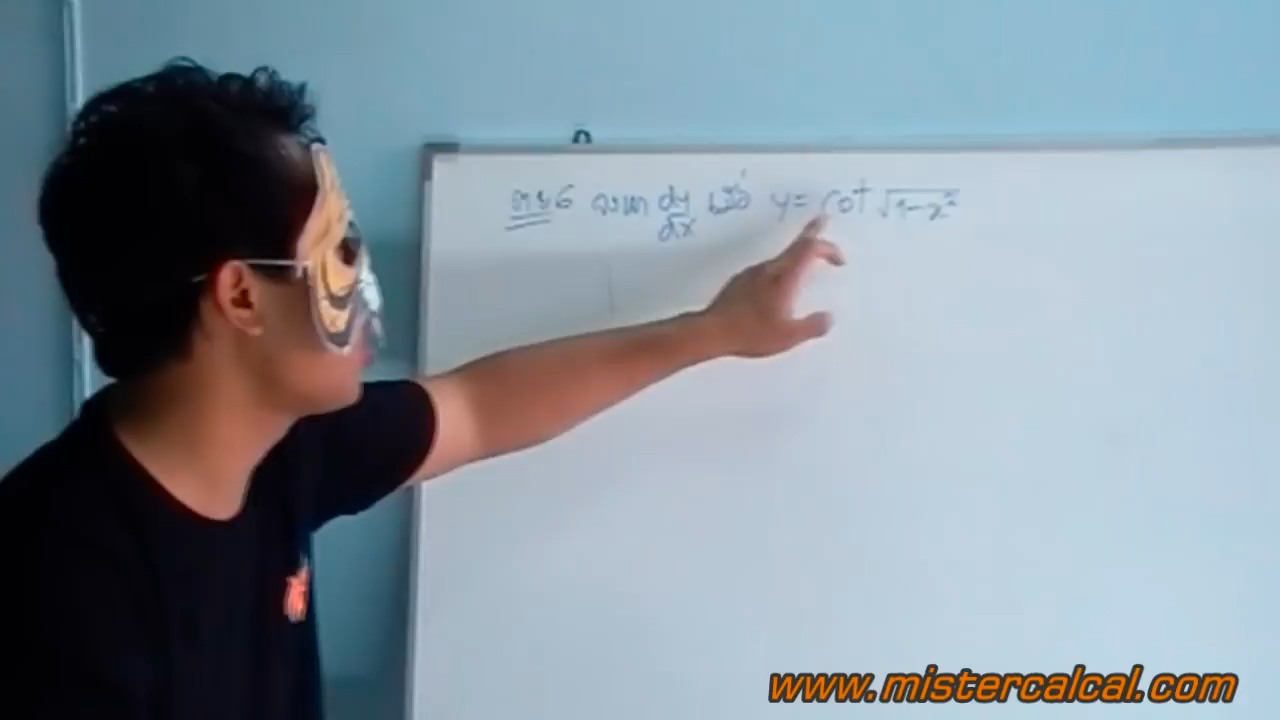 ตย 6 จงหา dy/dx เมื่อ y = cot √(1-x²)
www.mistercalcal.com